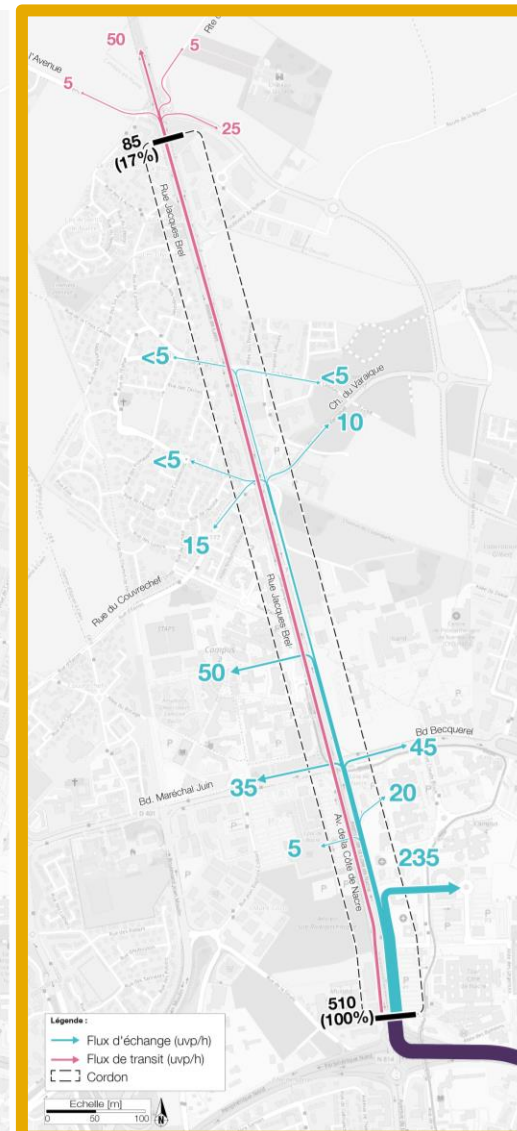 50
5
Rte d
l'Avenue
5
25
85
(17%)
Rue Jacques Brel
<5
<5
Ch. du Varaique
10
<5
15
Rue du Couvrechef
Rue Jacques Brel
Campus
50
Bd Becquerel
45
35
Bd. Maréchal Juin
20
5
Av. de la Côte de Nacre
235
510
(100%)
Légende :
Flux d'échange (uvp/h)
Flux de transit (uvp/h)
Cordon
Echelle [m]
0 50 100
N